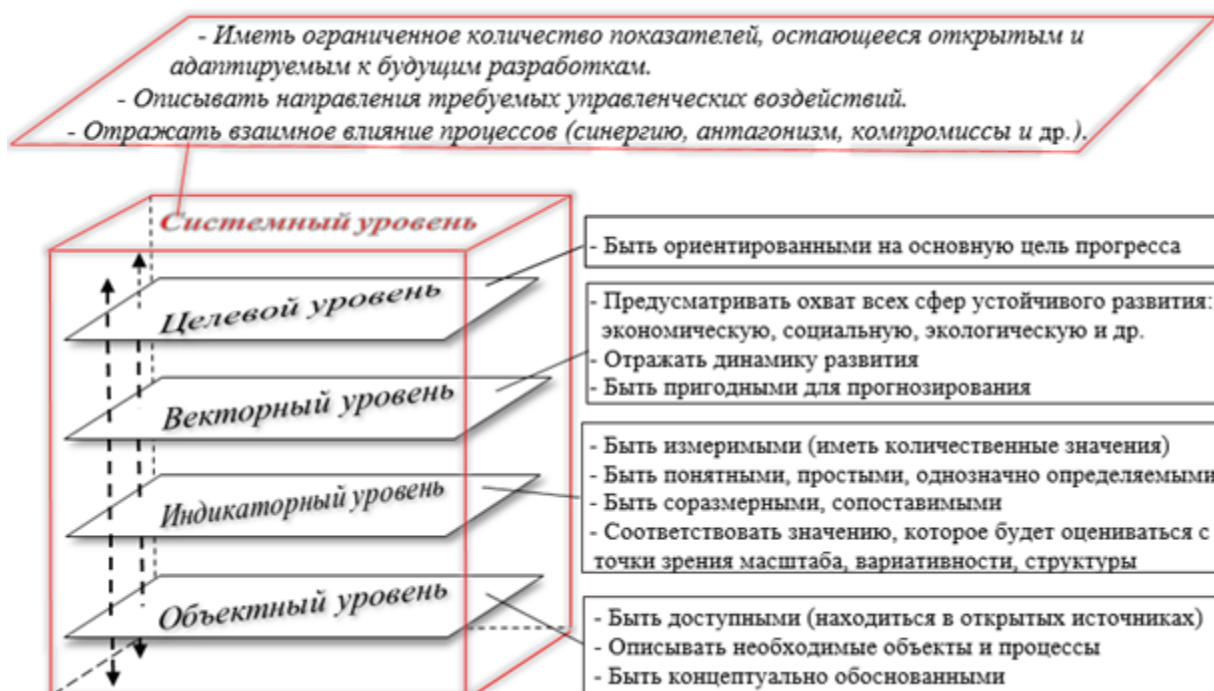 - Иметь ограниченное количество показателей, остающееся открытым и
адаптируемым к будущим разработкам.
- Описывать направления требуемых управленческих воздействий.
- Отражать взаимное влияние процессов (синергию, антагонизм, компромиссы и др.).
Системный уровень
- Быть ориентированными на основную цель прогресса
Целевой уровень
- Предусматривать охват всех сфер устойчивого развития:
экономическую, социальную, экологическую и др.
- Отражать динамику развития
- Быть пригодными для прогнозирования
Векторный уровень
- Быть измеримыми (иметь количественные значения)
- Быть понятными, простыми, однозначно определяемыми
- Быть соразмерными, сопоставимыми
- Соответствовать значению, которое будет оцениваться с
точки зрения масштаба, вариативности, структуры
Индикаторный уровень
- Быть доступными (находиться в открытых источниках)
- Описывать необходимые объекты и процессы
- Быть концептуально обоснованными
Объектный уровень